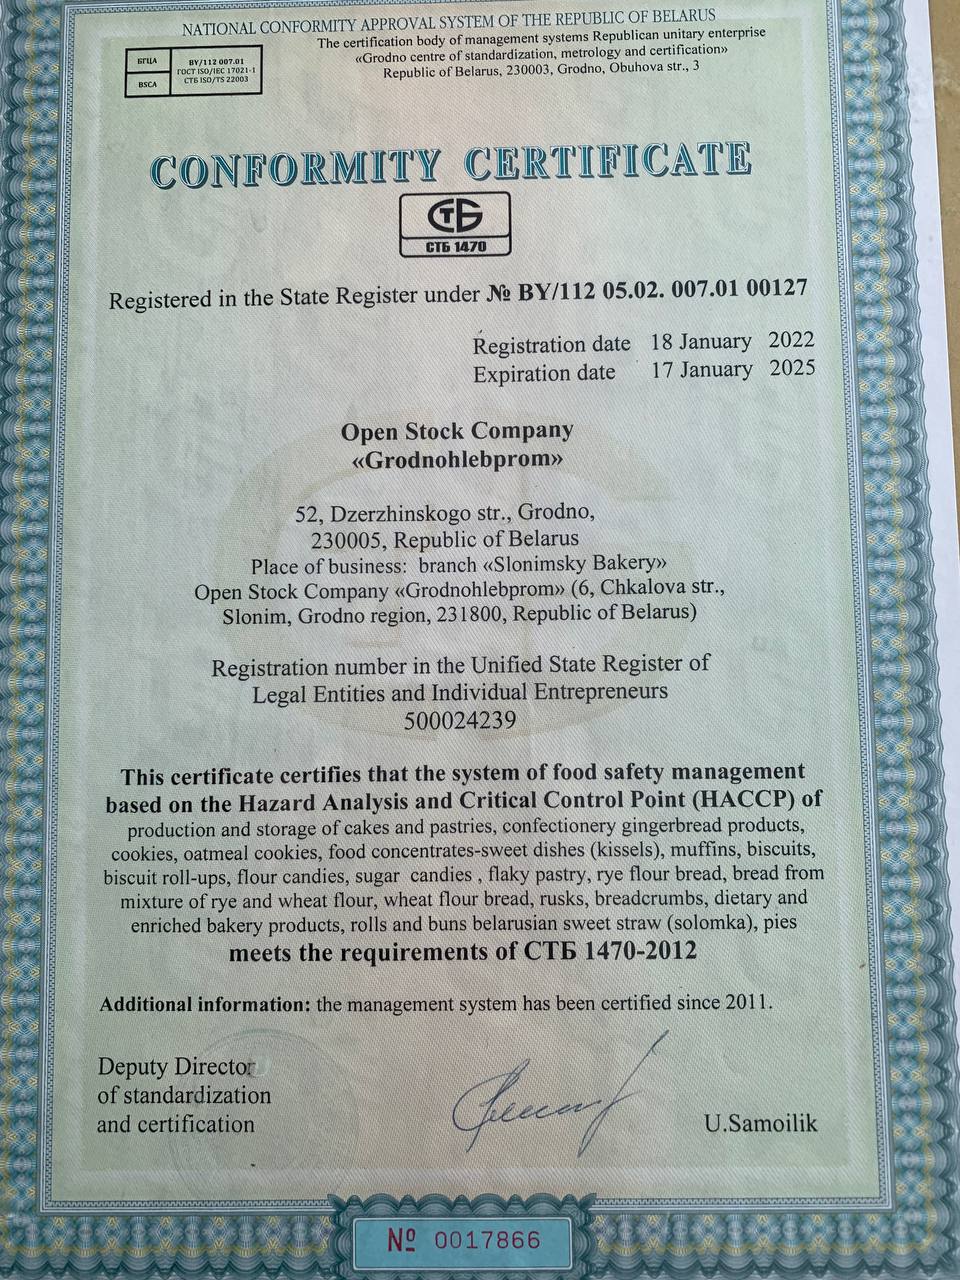 NATIONAL CONFORMITY APPROVAL SYSTEM OF THE REPUBLIC OF BELARUS
The certification body of management systems Republican unitary enterprise
«Grodno centre of standardization, metrology and certification»
Republic of Belarus, 230003, Grodno, Obuhova str., 3
БГЦА
BSCA
BY/112 007.01
ГОСТ ISO/IEC 17021-1
СТБ ISO/TS 22003
CONFORMITY CERTIFICATE
СТБ
СТБ 1470
Registered in the State Register under № BY/112 05.02. 007.01 00127
Registration date 18 January 2022
Expiration date 17 January 2025
Open Stock Company
«Grodnohlebprom»
52, Dzerzhinskogo str., Grodno,
230005, Republic of Belarus
Place of business: branch «Slonimsky Bakery»
Open Stock Company «Grodnohlebprom» (6, Chkalova str.,
Slonim, Grodno region, 231800, Republic of Belarus)
Registration number in the Unified State Register of
Legal Entities and Individual Entrepreneurs
500024239
This certificate certifies that the system of food safety management
based on the Hazard Analysis and Critical Control Point (HACCP) of
production and storage of cakes and pastries, confectionery gingerbread products,
cookies, oatmeal cookies, food concentrates-sweet dishes (kissels), muffins, biscuits,
biscuit roll-ups, flour candies, sugar candies , flaky pastry, rye flour bread, bread from
mixture of rye and wheat flour, wheat flour bread, rusks, breadcrumbs, dietary and
enriched bakery products, rolls and buns belarusian sweet straw (solomka), pies
meets the requirements of СТБ 1470-2012
Additional information: the management system has been certified since 2011.
Deputy Director
of standardization
and certification
U.Samoilik
№ 0017866